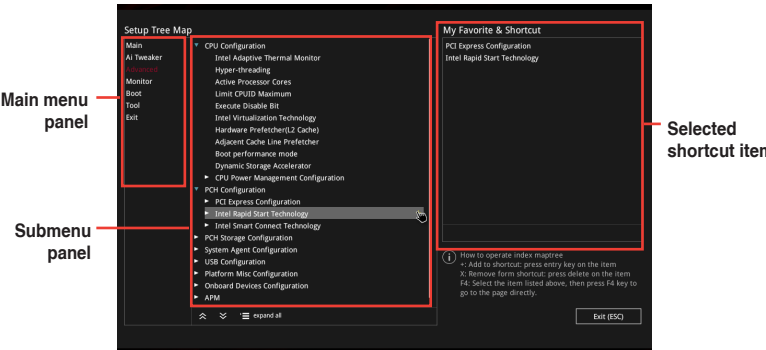 Setup Tree Map
My Favorite & Shortcut
Main
Ai Tweaker
Advanced
Monitor
Boot
Tool
Exit
CPU Configuration
Intel Adaptive Thermal Monitor
Hyper-threading
Active Processor Cores
Limit CPUID Maximum
Execute Disable Bit
Intel Virtualization Technology
Hardware Prefetcher(L2 Cache)
Adjacent Cache Line Prefetcher
Boot performance mode
Dynamic Storage Accelerator
CPU Power Management Configuration
PCH Configuration
PCI Express Configuration
Intel Rapid Start Technology
Intel Smart Connect Technology
PCH Storage Configuration
System Agent Configuration
USB Configuration
Platform Misc Configuration
Onboard Devices Configuration
APM
expand all
PCI Express Configuration
Intel Rapid Start Technology
How to operate index maptree
+: Add to shortcut: press entry key on the item
X: Remove form shortcut: press delete on the item
F4: Select the item listed above, then press F4 key to
go to the page directly.
Exit (ESC)
Main menu
panel
Submenu
panel
Selected
shortcut item